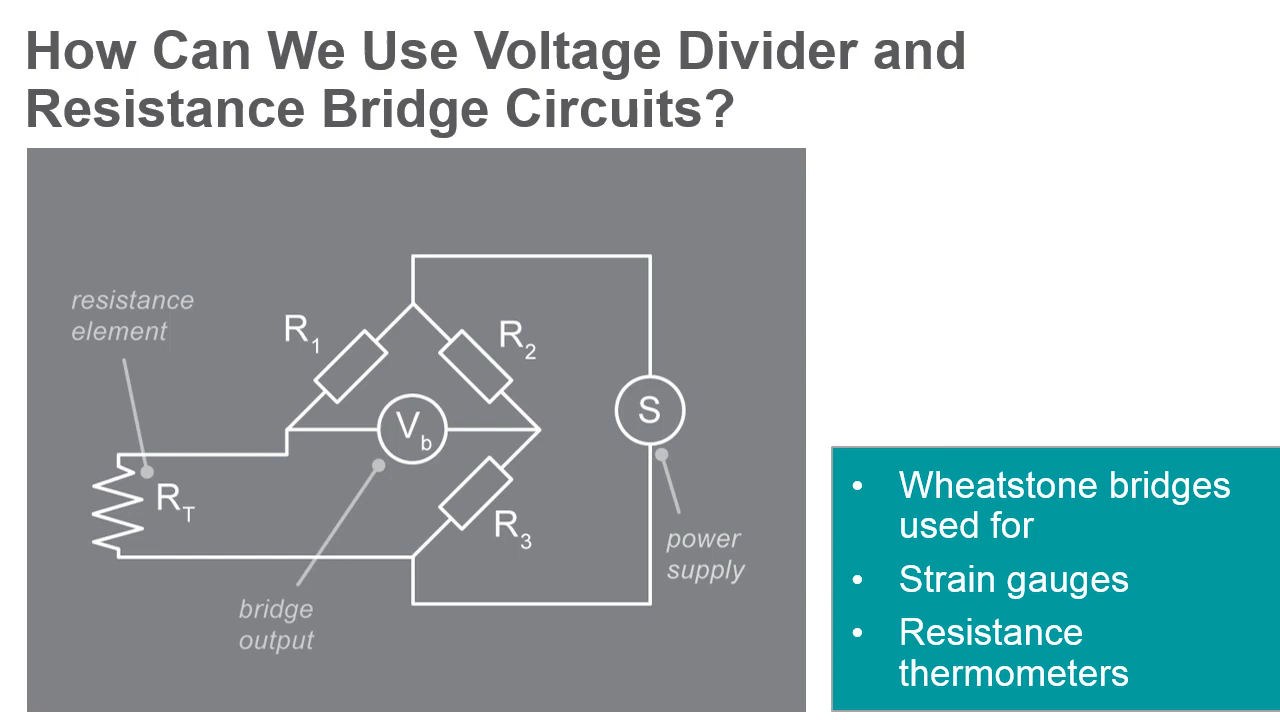 How Can We Use Voltage Divider and
Resistance Bridge Circuits?
resistance
element
R1
R2
Vb
S
RT
R3
power
supply
bridge
output
• Wheatstone bridges
used for
• Strain gauges
• Resistance
thermometers